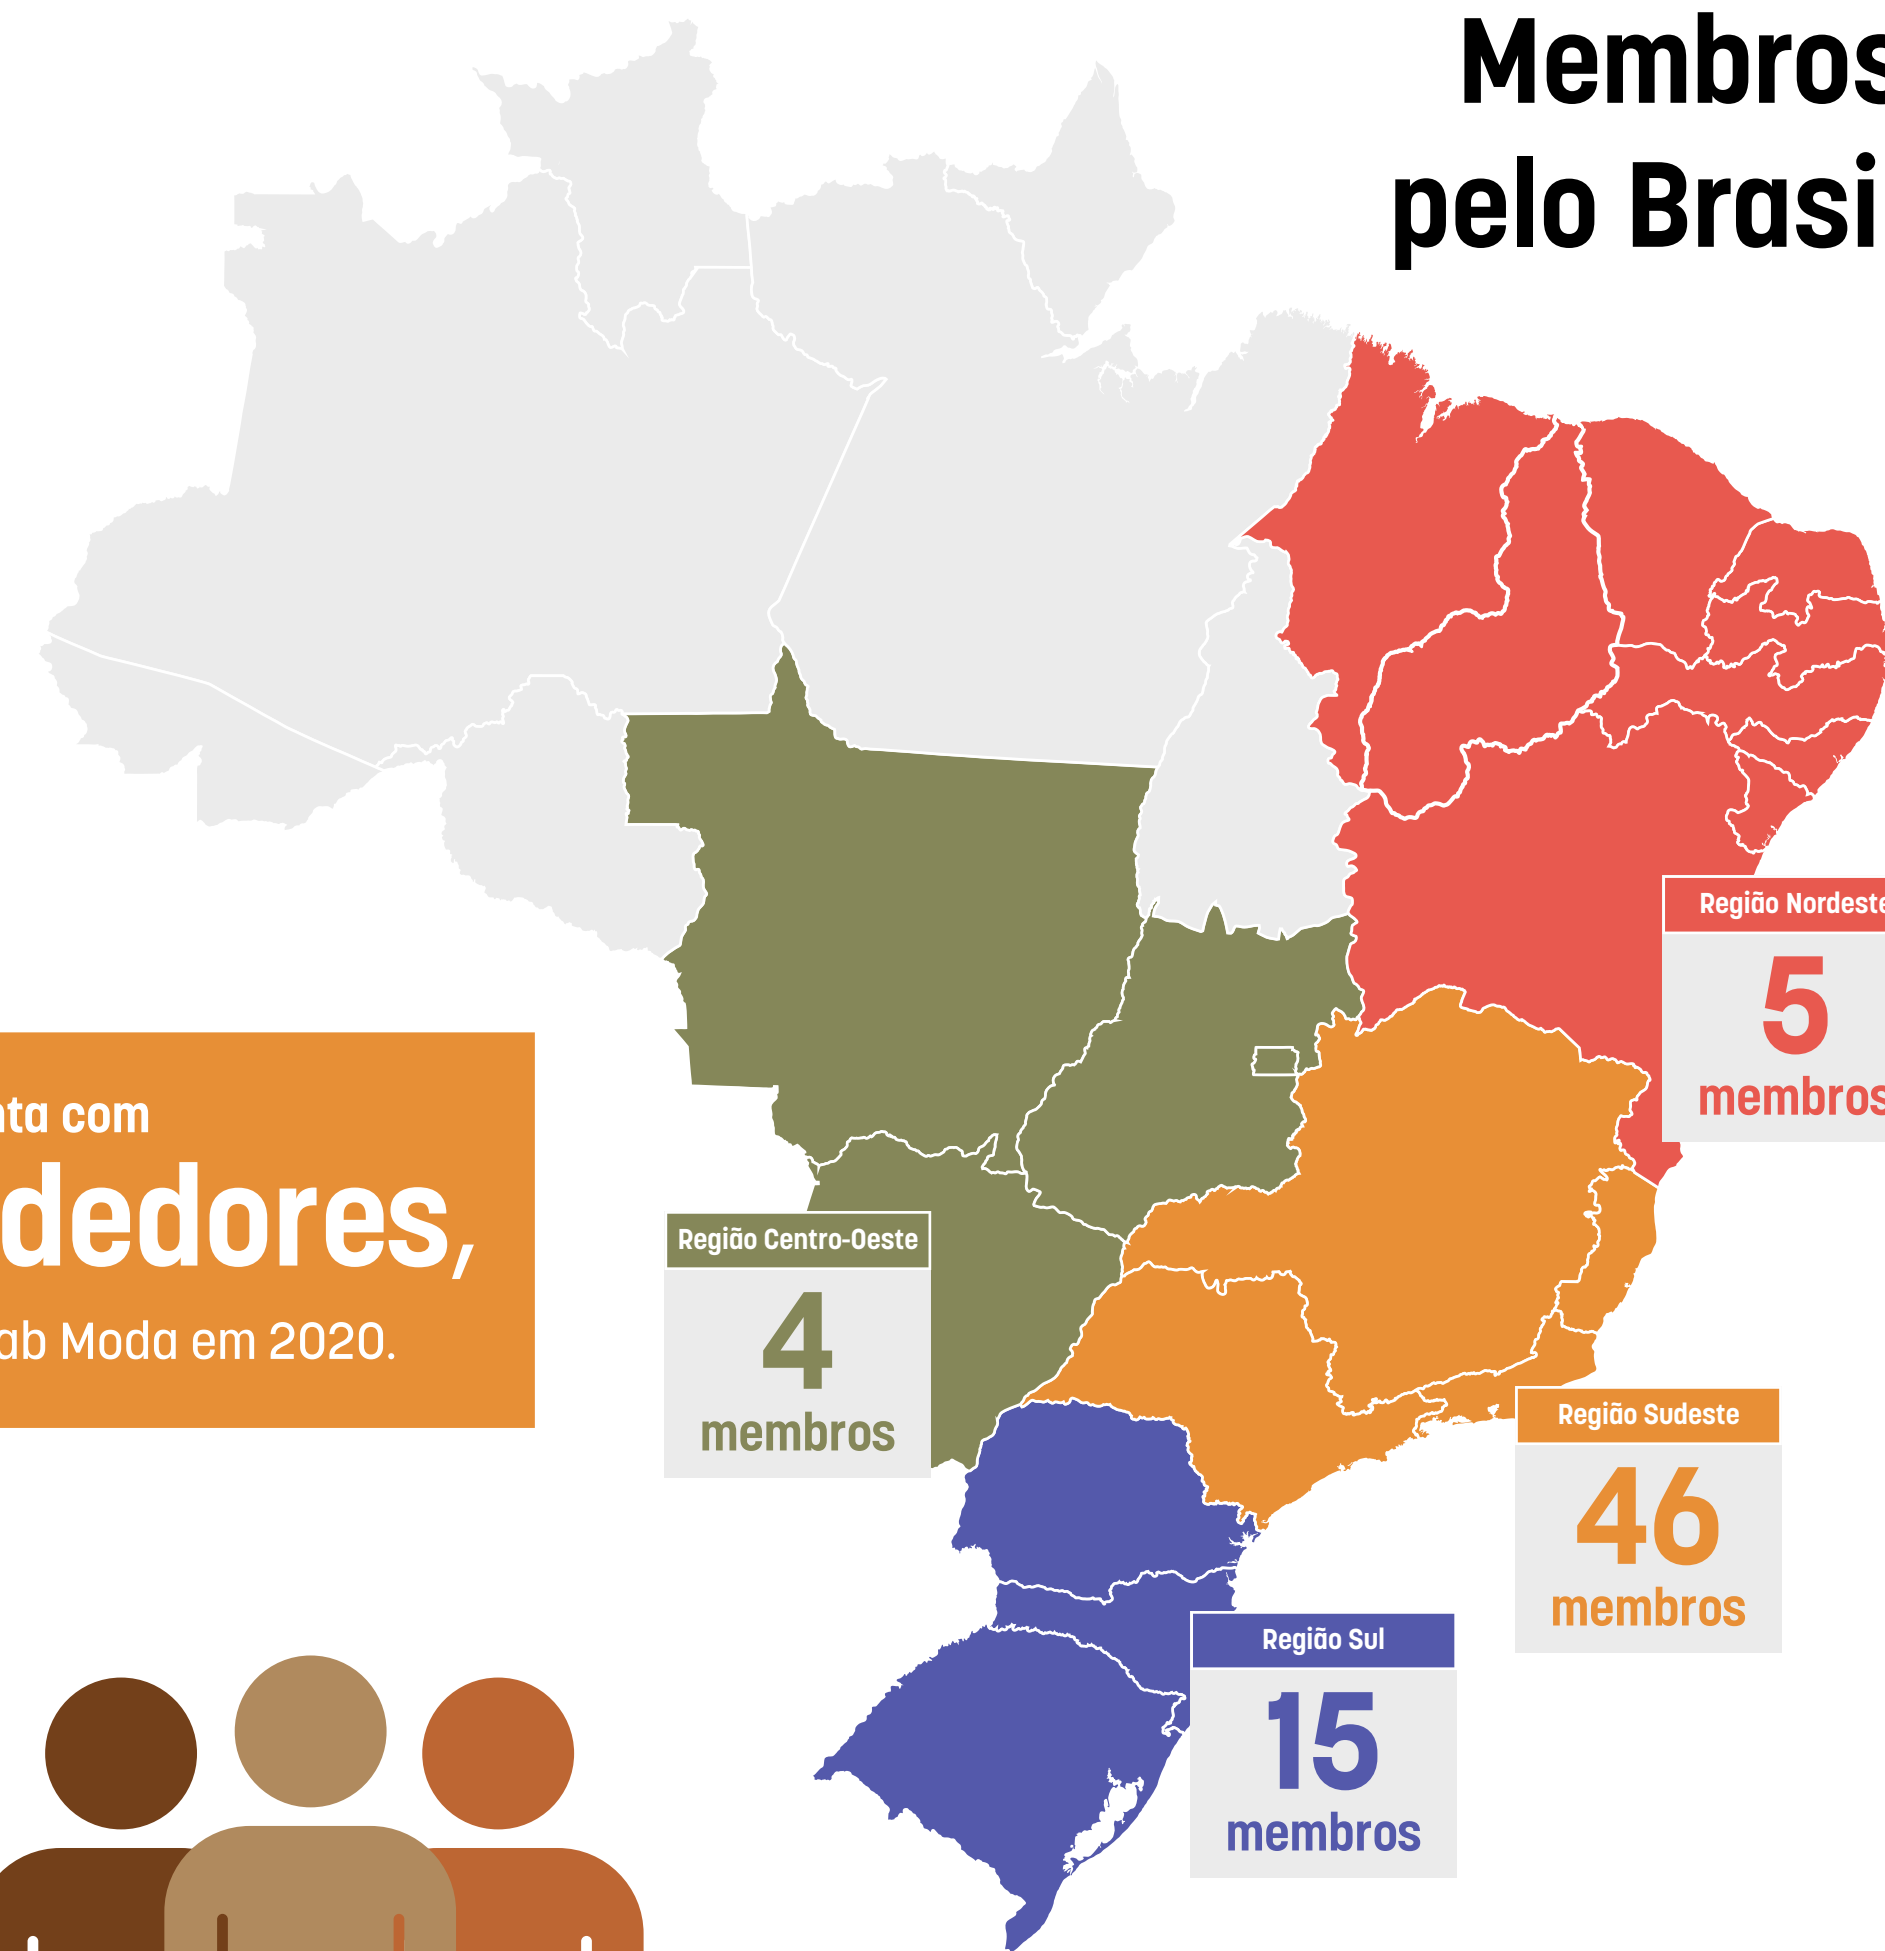 Membros
pelo Brasi
Região Nordeste
5
membros
nta com
dedores,
ab Moda em 2020.
Região Centro-Oeste
4
membros
Região Sudeste
46
membros
Região Sul
15
membros